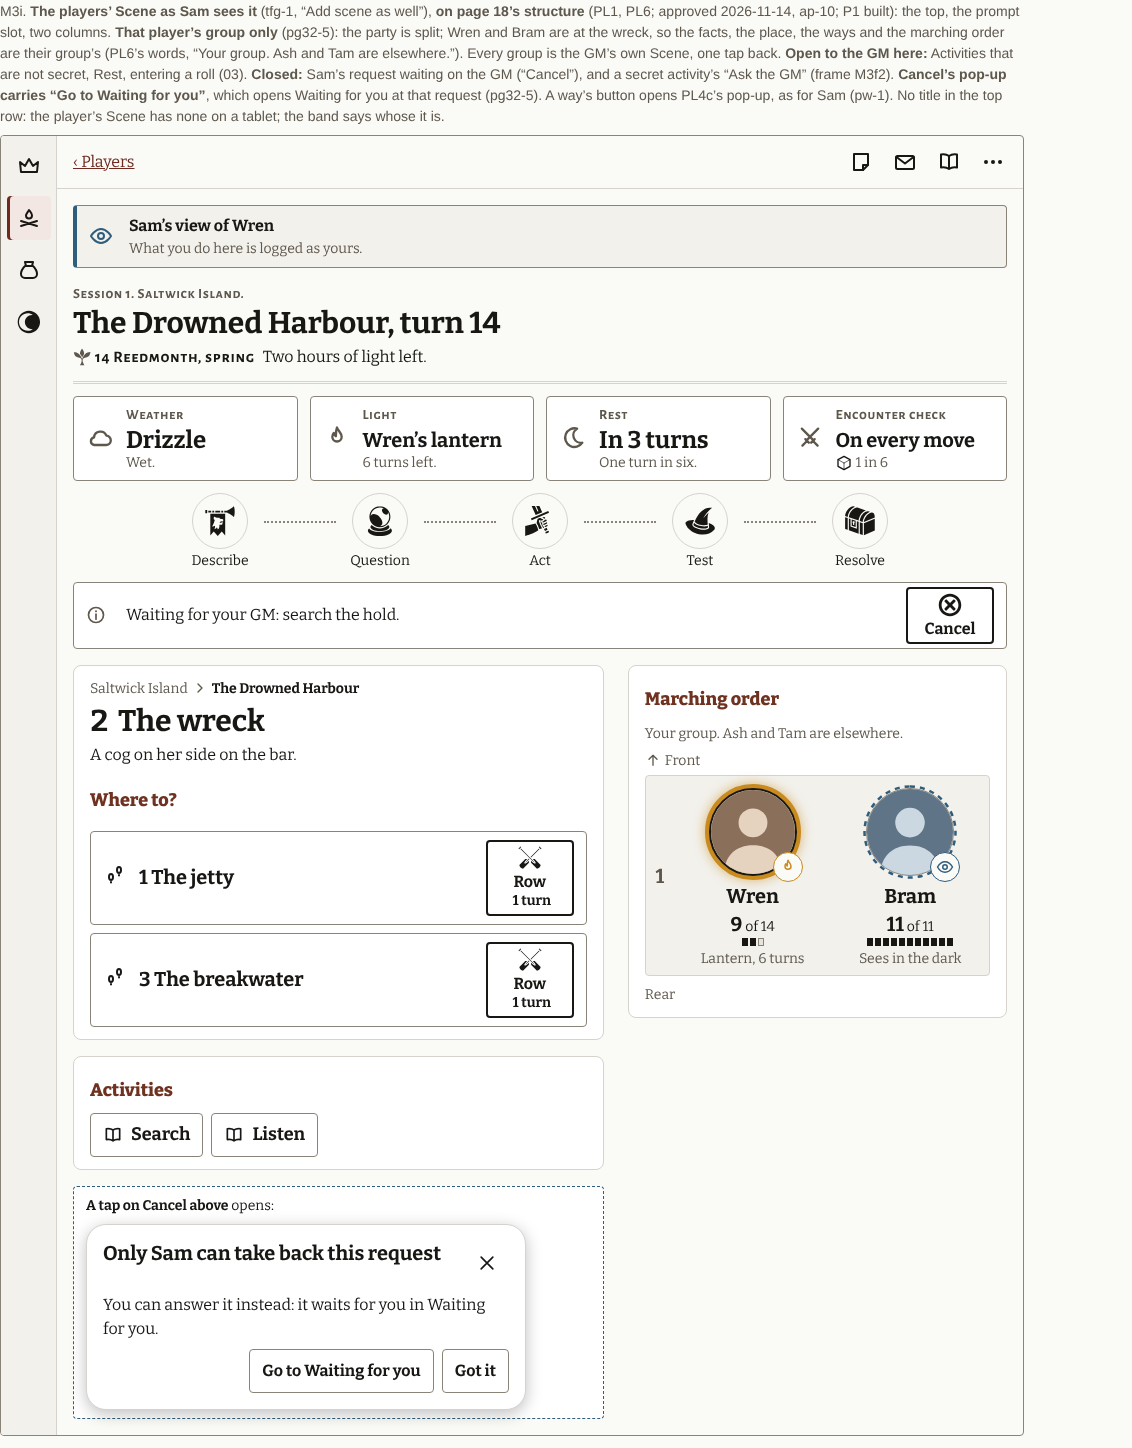 M3i. The players’ Scene as Sam sees it (tfg-1, “Add scene as well”), on page 18’s structure (PL1, PL6; approved 2026-11-14, ap-10; P1 built): the top, the prompt
slot, two columns. That player’s group only (pg32-5): the party is split; Wren and Bram are at the wreck, so the facts, the place, the ways and the marching order
are their group’s (PL6’s words, “Your group. Ash and Tam are elsewhere.”). Every group is the GM’s own Scene, one tap back. Open to the GM here: Activities that
are not secret, Rest, entering a roll (03). Closed: Sam’s request waiting on the GM (“Cancel”), and a secret activity’s “Ask the GM” (frame M3f2). Cancel’s pop-up
carries “Go to Waiting for you”, which opens Waiting for you at that request (pg32-5). A way’s button opens PL4c’s pop-up, as for Sam (pw-1). No title in the top
row: the player’s Scene has none on a tablet; the band says whose it is.
‹ Players
Sam’s view of Wren
What you do here is logged as yours.
Session 1. Saltwick Island.
The Drowned Harbour, turn 14
14 Reedmonth, spring Two hours of light left.
Weather
Drizzle
Wet.
Light
Wren’s lantern
6 turns left.
Rest
In 3 turns
One turn in six.
Encounter check
On every move
1 in 6
Describe
Question
Act
Test
Resolve
Waiting for your GM: search the hold.
Cancel
Saltwick Island The Drowned Harbour
2 The wreck
A cog on her side on the bar.
Where to?
1 The jetty
Row
1 turn
3 The breakwater
Row
1 turn
Marching order
Your group. Ash and Tam are elsewhere.
Front
1
Wren
9 of 14
Lantern, 6 turns
Bram
11 of 11
Sees in the dark
Rear
Activities
Search
Listen
A tap on Cancel above opens:
Only Sam can take back this request
You can answer it instead: it waits for you in Waiting
for you.
Go to Waiting for you
Got it